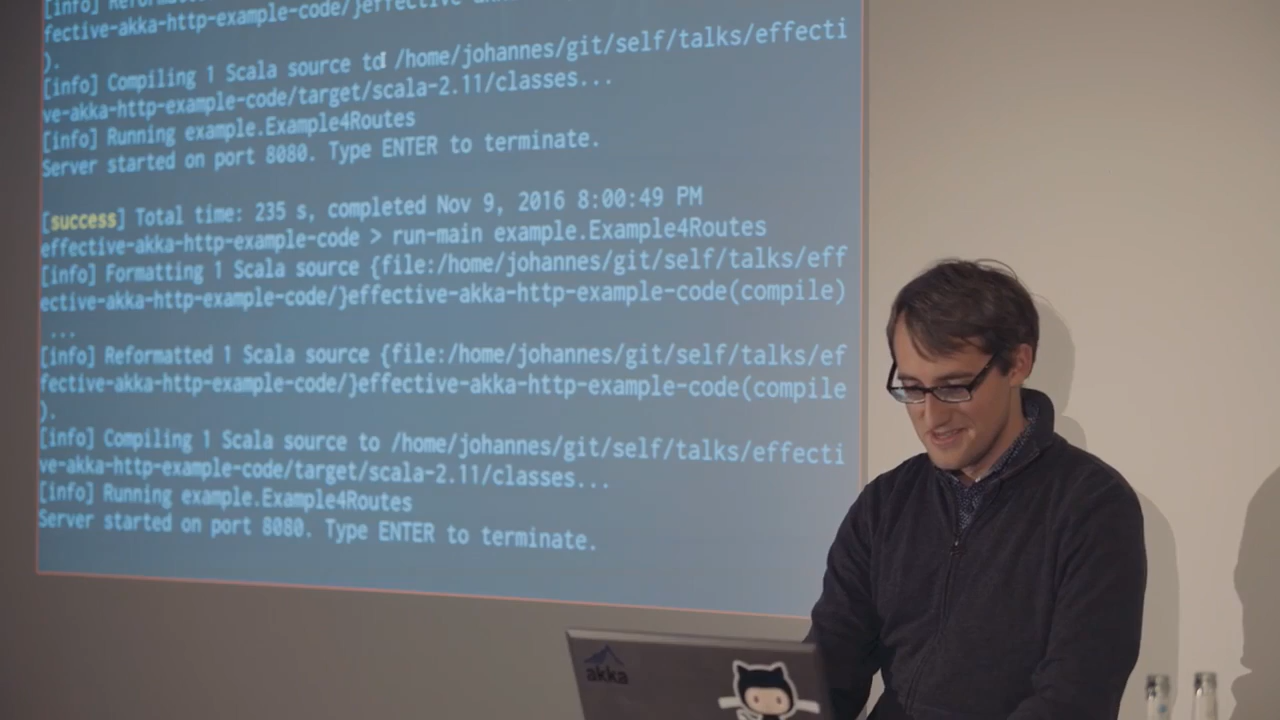 [info] Reformatted
fective-akka-http-example-code/}effective-akka-http-example-code(compile
).
[info] Compiling 1 Scala source to /home/johannes/git/self/talks/effecti
ve-akka-http-example-code/target/scala-2.11/classes...
[info] Running example.Example4Routes
Server started on port 8080. Type ENTER to terminate.
[success] Total time: 235 s, completed Nov 9, 2016 8:00:49 PM
effective-akka-http-example-code > run-main example.Example4Routes
[info] Formatting 1 Scala source {file:/home/johannes/git/self/talks/eff
ective-akka-http-example-code/}effective-akka-http-example-code(compile)
...
[info] Reformatted 1 Scala source {file:/home/johannes/git/self/talks/ef
fective-akka-http-example-code/}effective-akka-http-example-code(compile
).
[info] Compiling 1 Scala source to /home/johannes/git/self/talks/effecti
ve-akka-http-example-code/target/scala-2.11/classes...
[info] Running example.Example4Routes
Server started on port 8080. Type ENTER to terminate.
akka